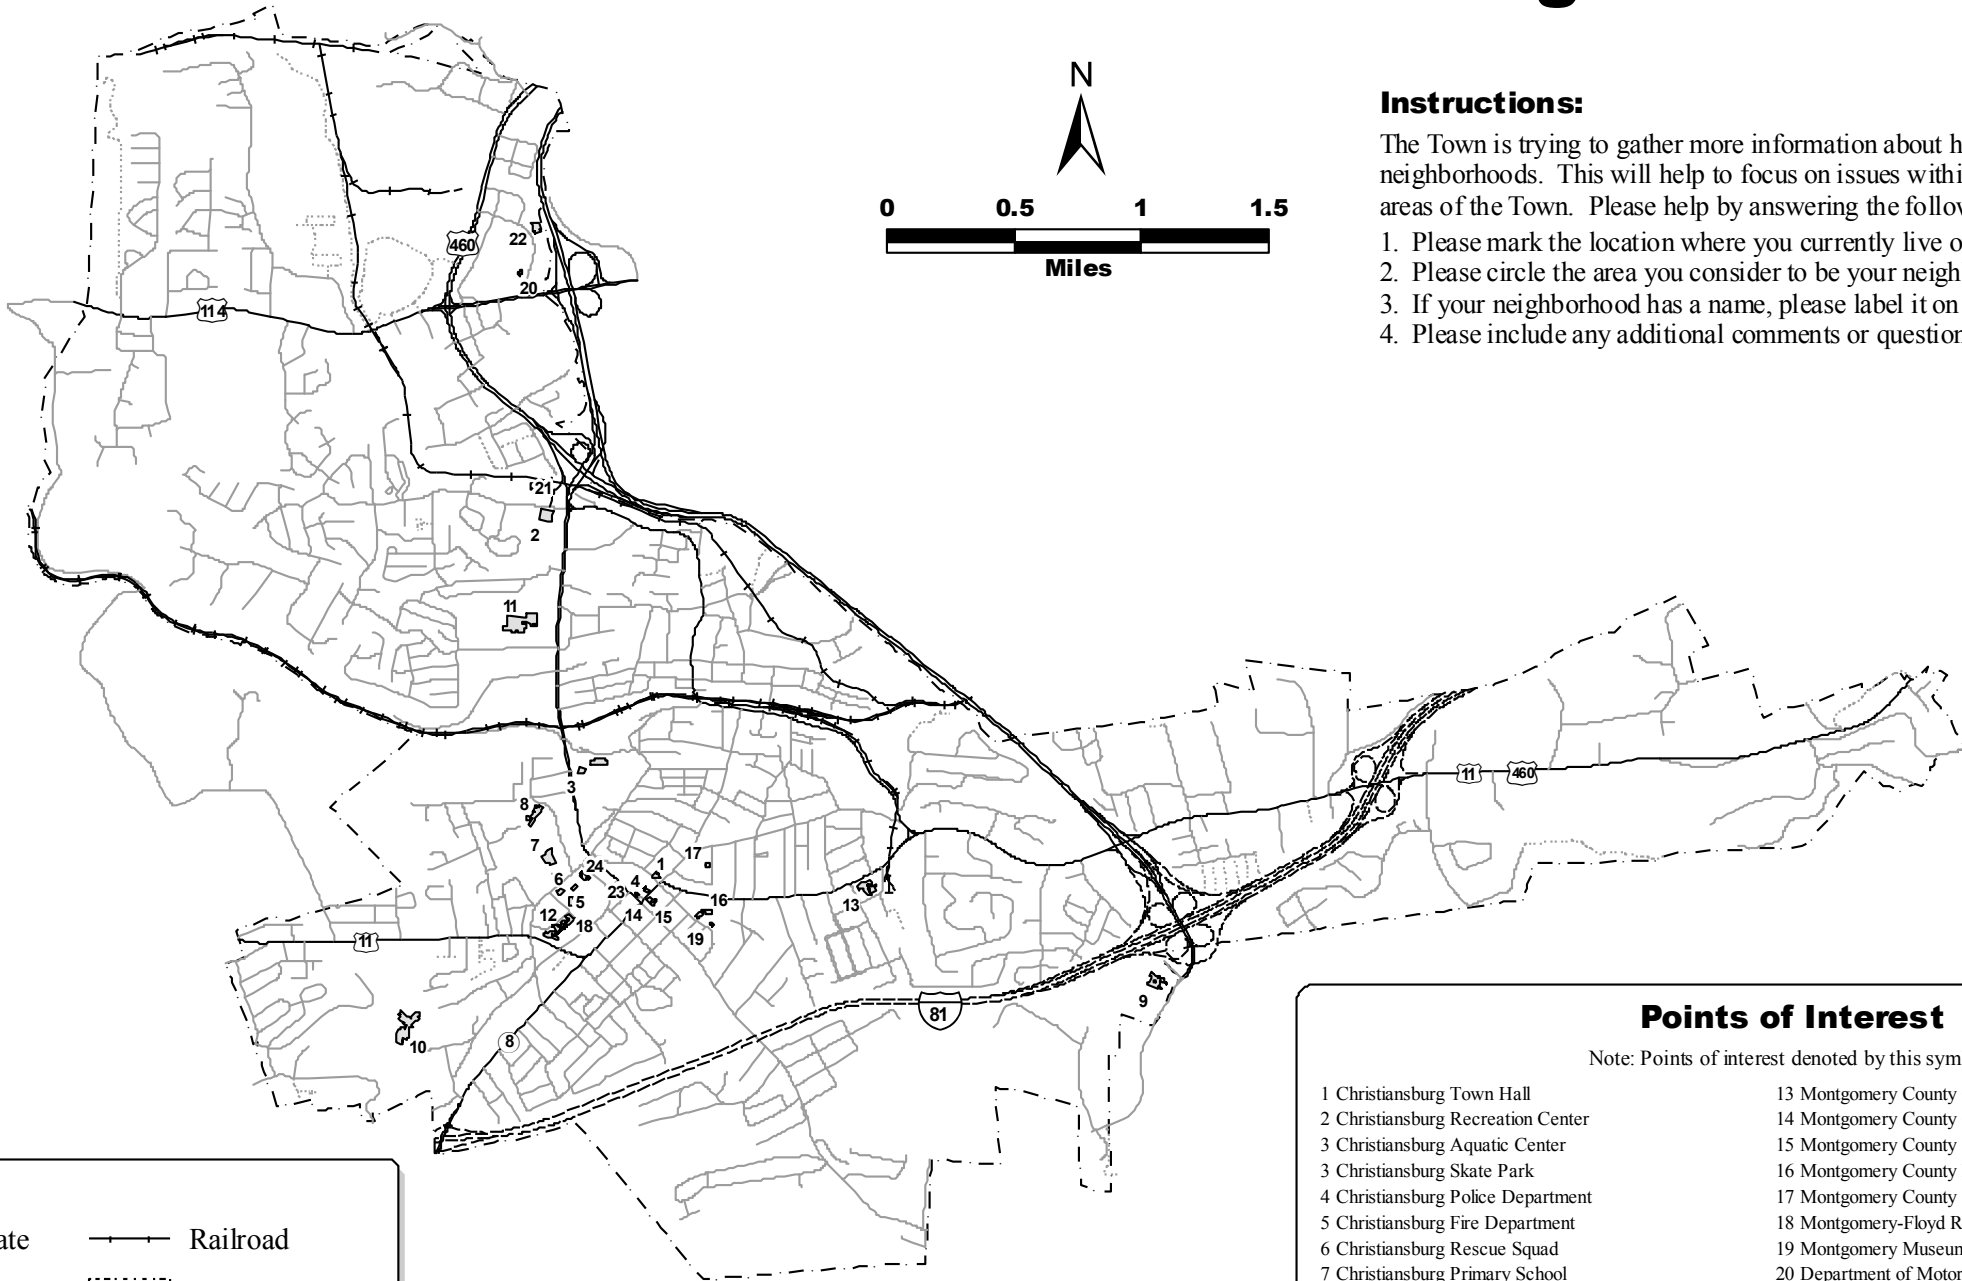 N
0 0.5 1 1.5
Miles
Instructions:
The Town is trying to gather more information about
neighborhoods. This will help to focus on issues
areas of the Town. Please help by answering the
1. Please mark the location where you currently live
2. Please circle the area you consider to be your
3. If your neighborhood has a name, please label it on
4. Please include any additional comments or
22
460
20
114
21
2
11
11
460
3
8
7
24
1
17
6
4
23
5
16
12
18
14
15
13
19
11
9
81
10
8
Points of Interest
Note: Points of interest denoted by this
1 Christiansburg Town Hall
2 Christiansburg Recreation Center
3 Christiansburg Aquatic Center
3 Christiansburg Skate Park
4 Christiansburg Police Department
5 Christiansburg Fire Department
6 Christiansburg Rescue Squad
7 Christiansburg Primary School
13 Montgomery County
14 Montgomery County
15 Montgomery County
16 Montgomery County
17 Montgomery County
18 Montgomery-Floyd
19 Montgomery
20 Department of Motor
Railroad